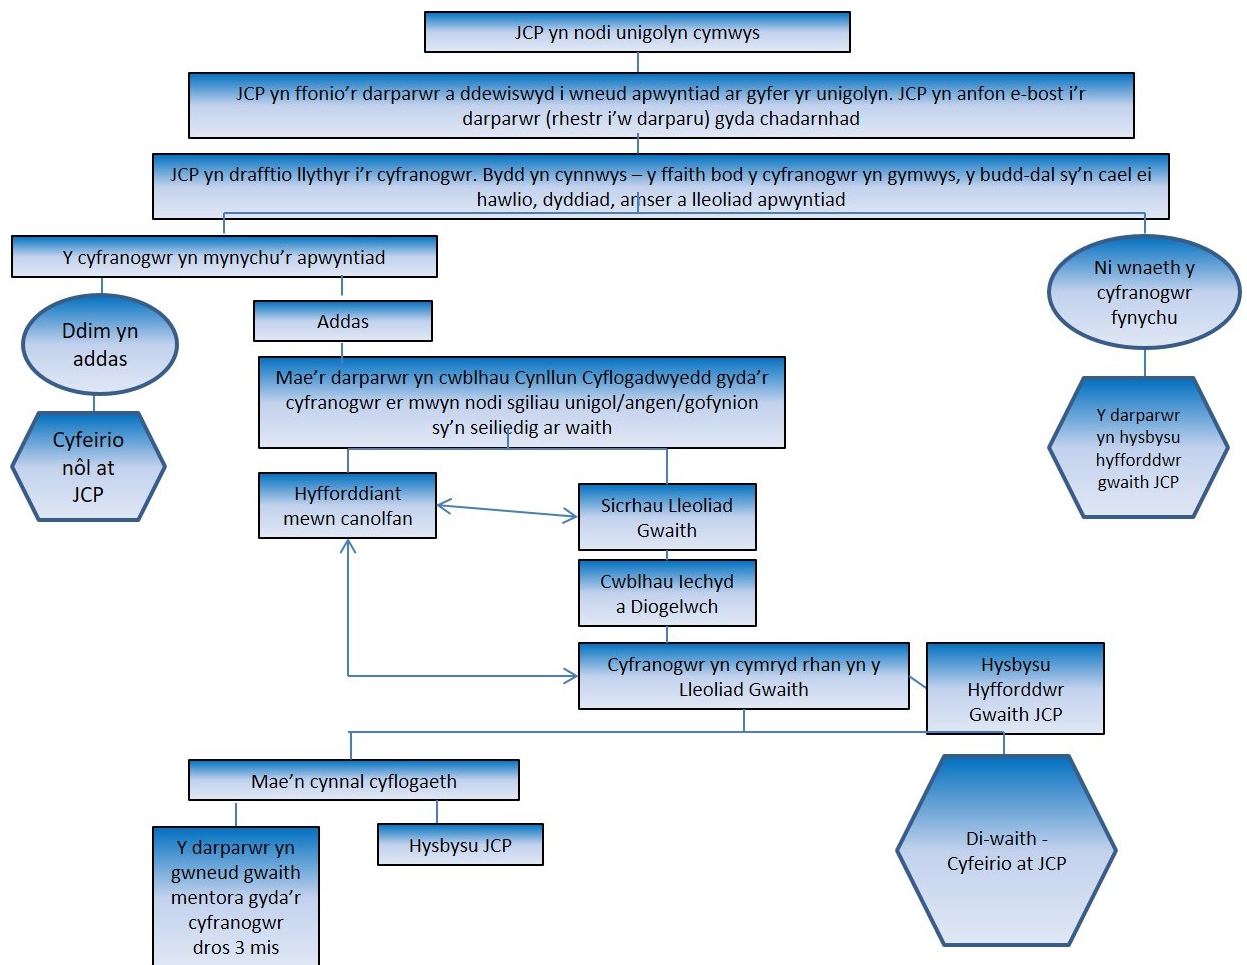 JCP yn nodi unigolyn cymwys
JCP yn ffonio’r darparwr a ddewiswyd i wneud apwyntiad ar gyfer yr unigolyn. JCP yn anfon e-bost i’r
darparwr (rhestr i’w darparu) gyda chadarnhad
JCP yn drafftio llythyr i’r cyfranogwr. Bydd yn cynnwys – y ffaith bod y cyfranogwr yn gymwys, y budd-dal sy’n cael ei
hawlio, dyddiad, amser a lleoliad apwyntiad
Y cyfranogwr yn mynychu’r apwyntiad
Ni wnaeth y
cyfranogwr
fynychu
Ddim yn
addas
Addas
Mae’r darparwr yn cwblhau Cynllun Cyflogadwyedd gyda’r
cyfranogwr er mwyn nodi sgiliau unigol/angen/gofynion
sy’n seiliedig ar waith
Cyfeirio
nôl at
JCP
Y darparwr
yn hysbysu
hyfforddwr
gwaith JCP
Hyfforddiant
mewn canolfan
Sicrhau Lleoliad
Gwaith
Cwblhau Iechyd
a Diogelwch
Cyfranogwr yn cymryd rhan yn y
Lleoliad Gwaith
Hysbysu
Hyfforddwr
Gwaith JCP
Mae’n cynnal cyflogaeth
Y darparwr yn
gwneud gwaith
mentora gyda’r
cyfranogwr
dros 3 mis
Hysbysu JCP
Di-waith -
Cyfeirio at JCP